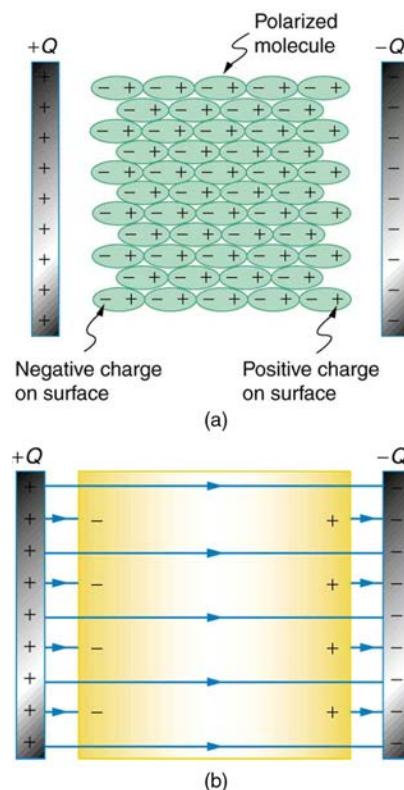 Polarized
molecule
+Q
−Q
Negative charge
on surface
Positive charge
on surface
(a)
+Q
−Q
(b)